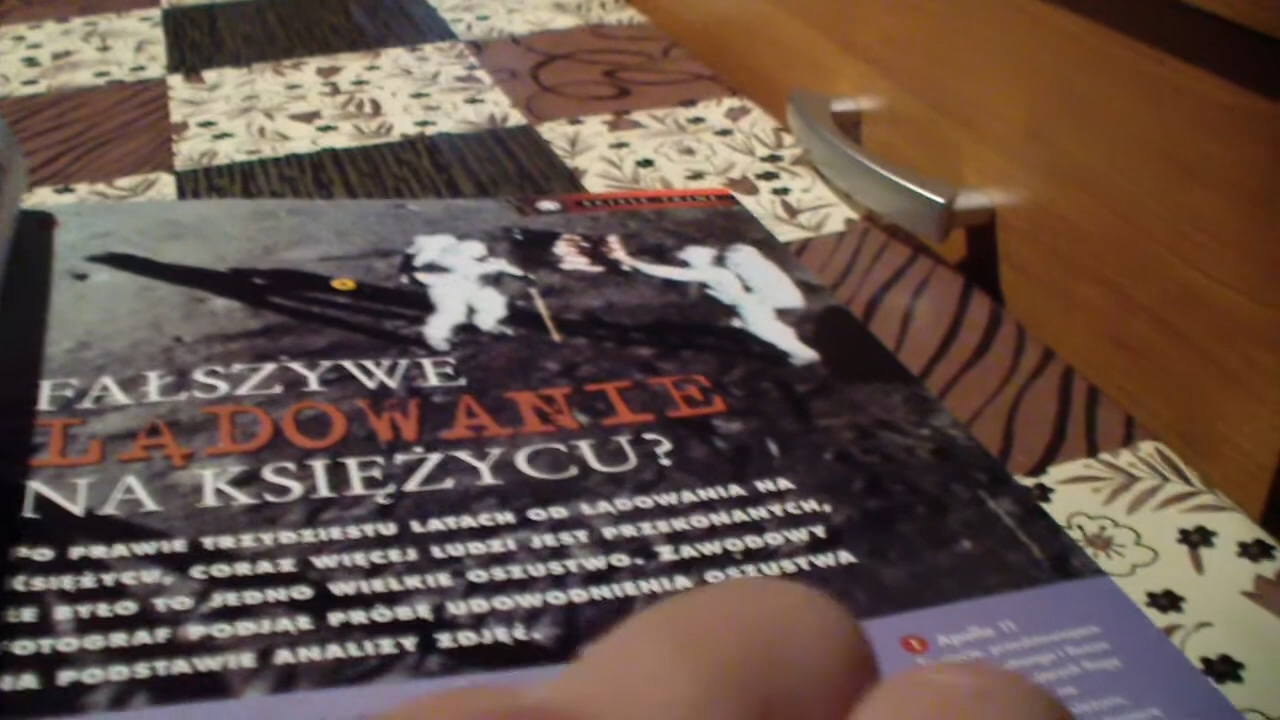 FAŁSZYWE
LĄDOWANIE
NA KSIĘŻYCU?
PO PRAWIE TRZYDZIESTU LATACH OD LĄDOWANIA NA
KSIĘŻYCU, CORAZ WIĘCEJ LUDZI JEST PRZEKONANYCH,
ŻE BYŁO TO JEDNO WIELKIE OSZUSTWO. ZAWODOWY
FOTOGRAF PODJĄŁ PRÓBĘ UDOWODNIENIA OSZUSTWA
NA PODSTAWIE ANALIZY ZDJĘĆ.
1 Apollo 11